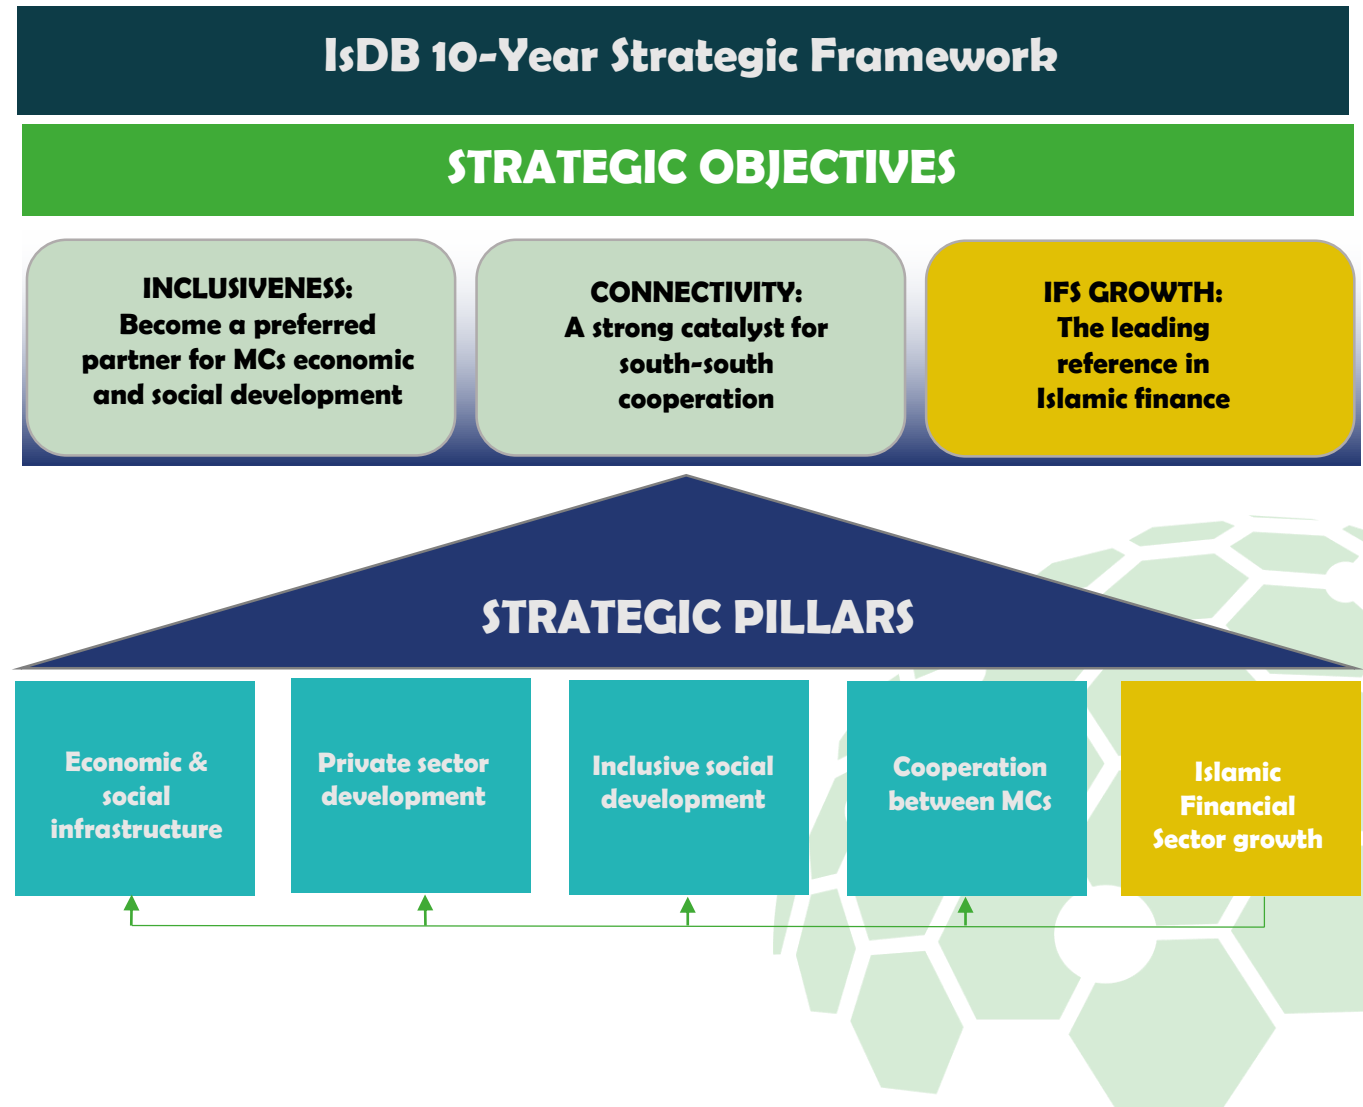 IsDB 10-Year Strategic Framework
STRATEGIC OBJECTIVES
INCLUSIVENESS:
Become a preferred
partner for MCs economic
and social development
CONNECTIVITY:
A strong catalyst for
south-south
cooperation
IFS GROWTH:
The leading
reference in
Islamic finance
STRATEGIC PILLARS
Economic &
social
infrastructure
Private sector
development
Inclusive social
development
Cooperation
between MCs
Islamic
Financial
Sector growth